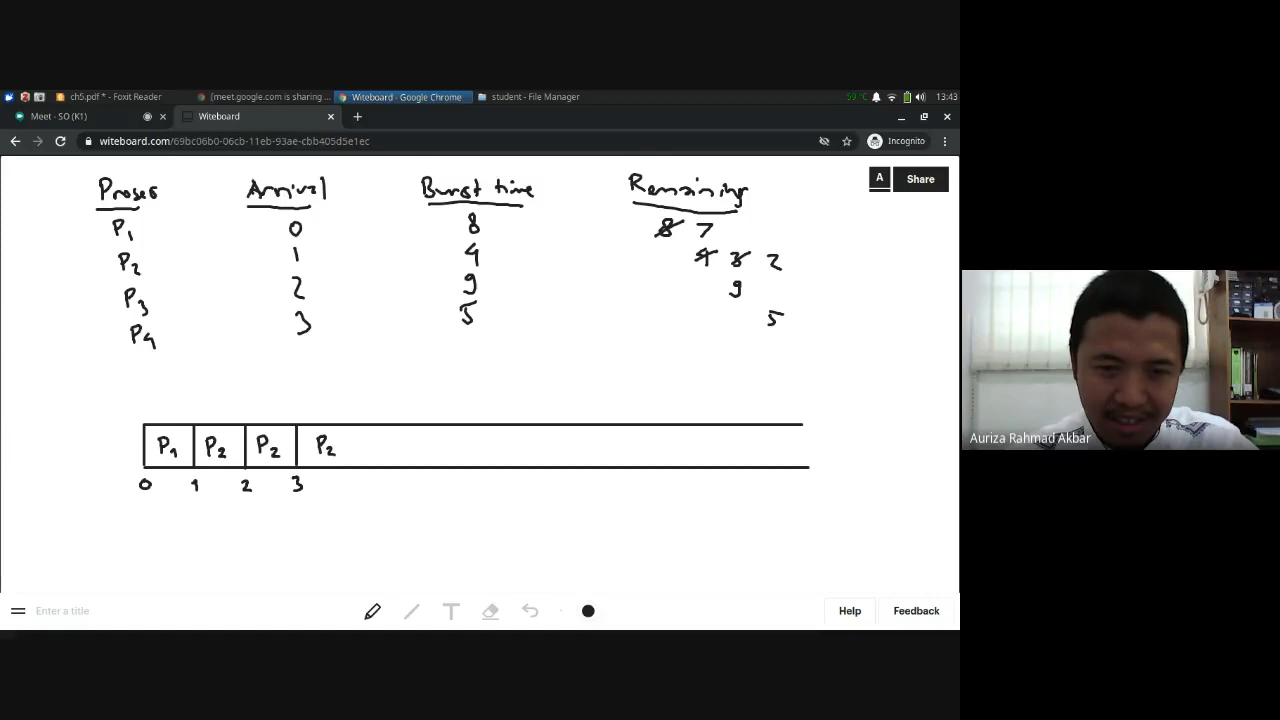 ch5.pdf * - Foxit Reader
[meet.google.com is sharing ...
Witeboard - Google Chrome
student - File Manager
59 °C
13:43
Meet - SO (K1)
Witeboard
witeboard.com/69bc06b0-06cb-11eb-93ae-cbb405d5e1ec
Incognito
A
Share
Proses Arrival Burst time Remaining
P1 0 8 8 7
P2 1 4 4 3 2
P3 2 9 9
P4 3 5 5
P1 P2 P2 P2
0 1 2 3
Auriza Rahmad Akbar
Enter a title
T
Help
Feedback